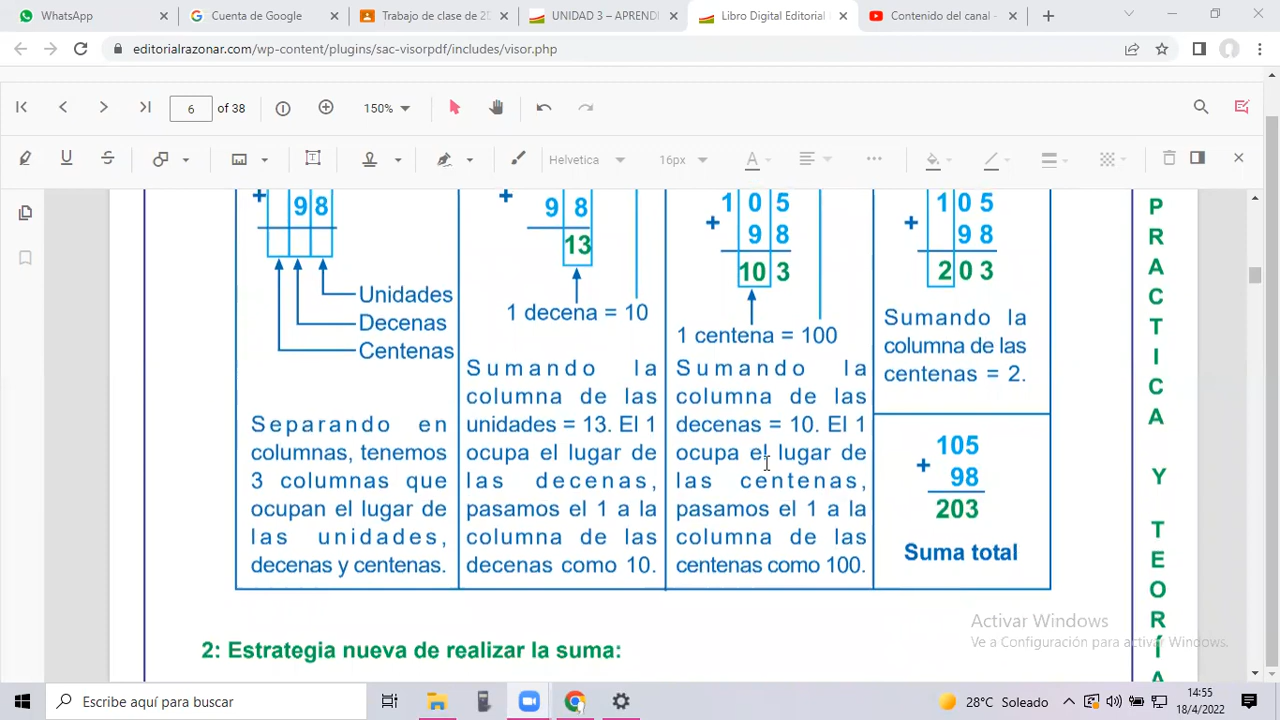 WhatsApp
Cuenta de Google
Trabajo de clase de 2D
UNIDAD 3 – APRENDI
Libro Digital Editorial
Contenido del canal -
editorialrazonar.com/wp-content/plugins/sac-visorpdf/includes/visor.php
6 of 38
150%
Helvetica
16px
+
9 8
Unidades
Decenas
Centenas
Separando en
columnas, tenemos
3 columnas que
ocupan el lugar de
las unidades,
decenas y centenas.
+
9 8
13
1 decena = 10
Sumando la
columna de las
unidades = 13. El 1
ocupa el lugar de
las decenas,
pasamos el 1 a la
columna de las
decenas como 10.
1 0 5
+
9 8
10 3
1 centena = 100
Sumando la
columna de las
decenas = 10. El 1
ocupa el lugar de
las centenas,
pasamos el 1 a la
columna de las
centenas como 100.
1 0 5
+
9 8
2 0 3
Sumando la
columna de las
centenas = 2.
105
+
98
203
Suma total
P
R
A
C
T
I
C
A
Y
T
E
O
R
Í
A
2: Estrategia nueva de realizar la suma:
Activar Windows
Ve a Configuración para activar Windows.
Escribe aquí para buscar
28°C Soleado
14:55
18/4/2022